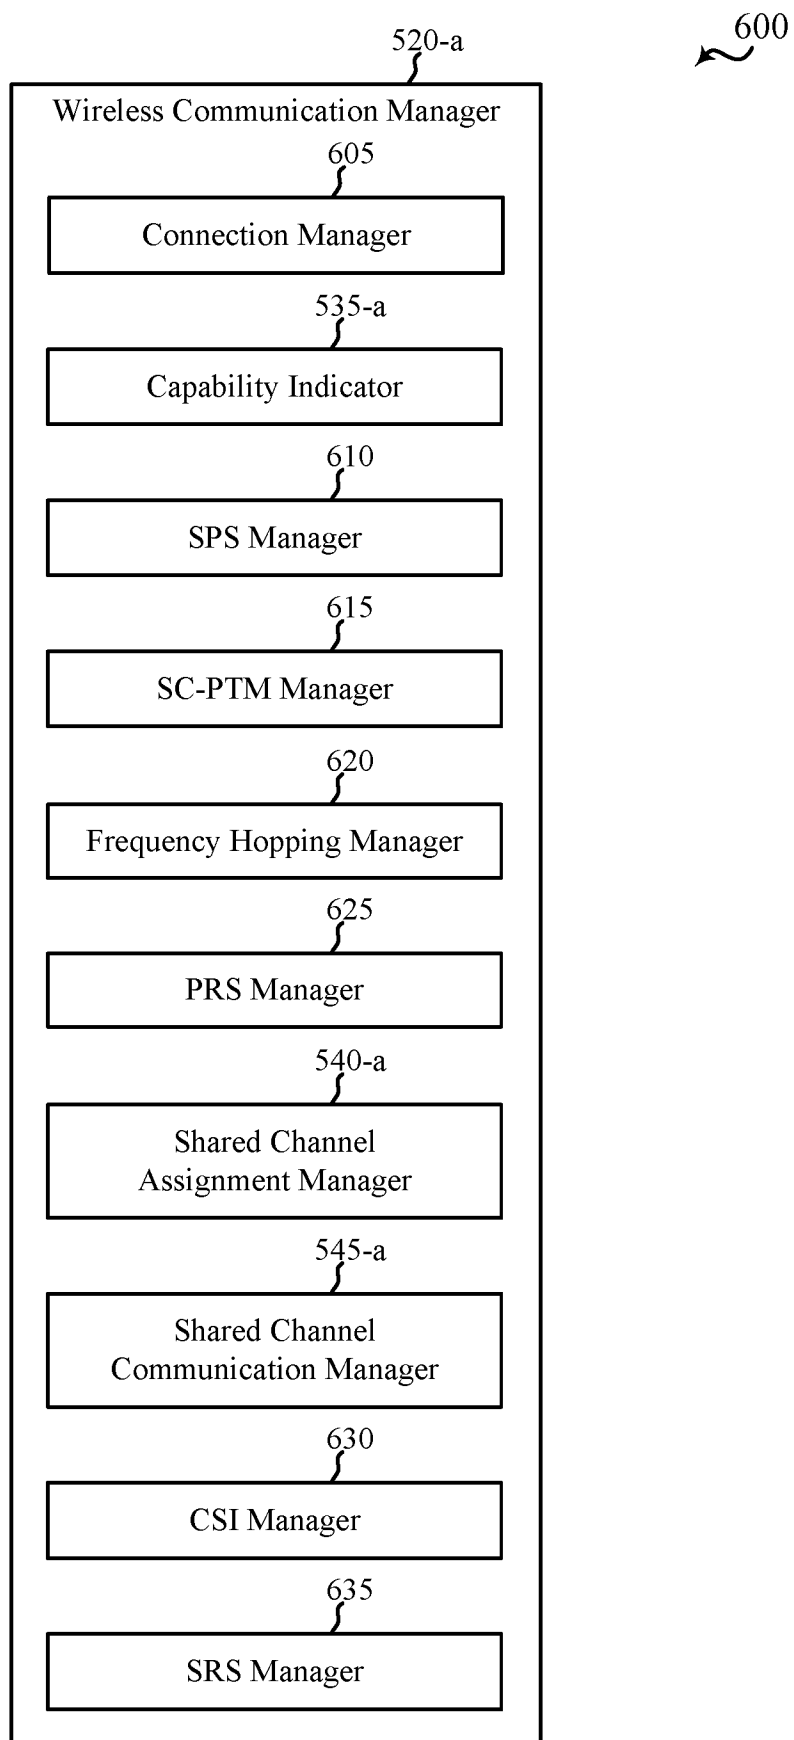 600
520-a
Wireless Communication Manager
605
Connection Manager
535-a
Capability Indicator
610
SPS Manager
615
SC-PTM Manager
620
Frequency Hopping Manager
625
PRS Manager
540-a
Shared Channel
Assignment Manager
545-a
Shared Channel
Communication Manager
630
CSI Manager
635
SRS Manager